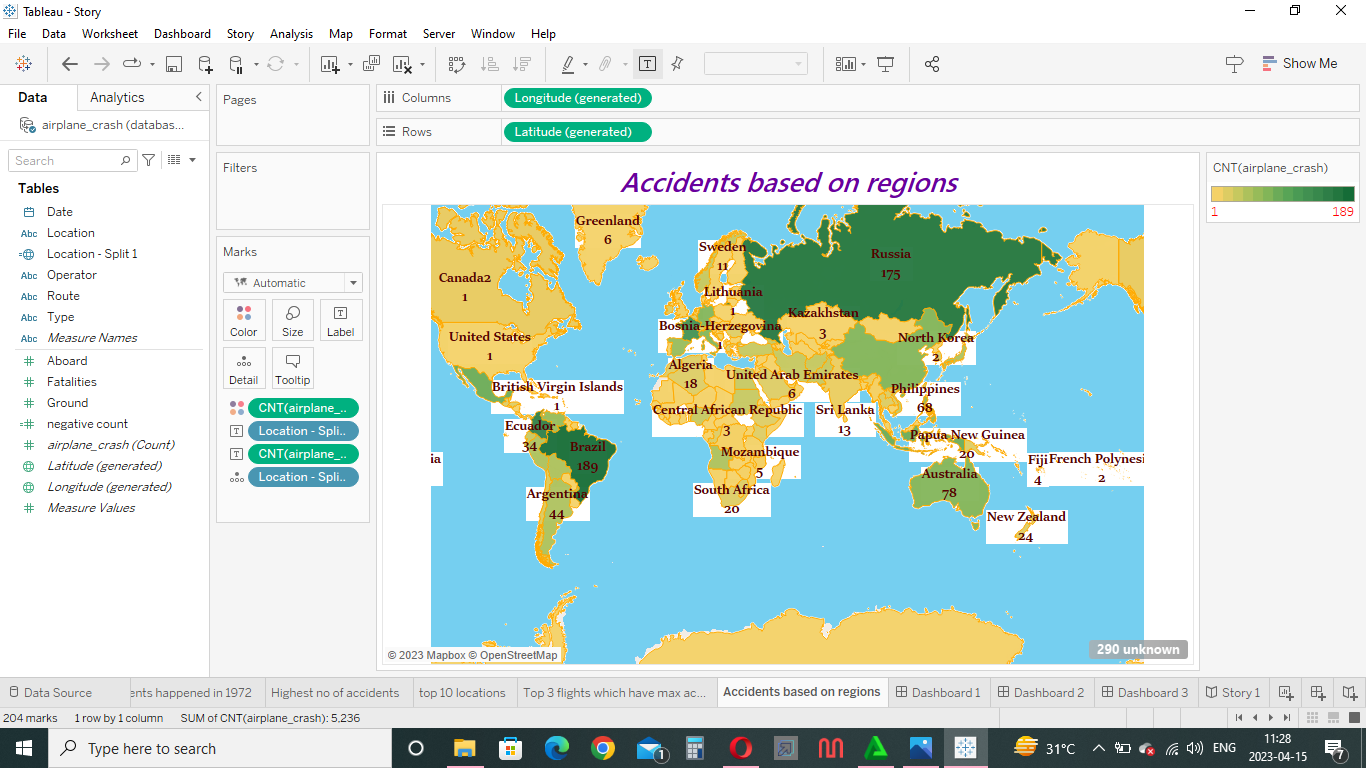 Tableau - Story
File Data Worksheet Dashboard Story Analysis Map Format Server Window Help
Show Me
Data Analytics
airplane_crash (databas...
Search
Tables
Date
Abc Location
Location - Split 1
Abc Operator
Abc Route
Abc Type
Abc Measure Names
Aboard
Fatalities
Ground
negative count
airplane_crash (Count)
Latitude (generated)
Longitude (generated)
Measure Values
Pages
Filters
Marks
Automatic
Color Size Label
Detail Tooltip
CNT(airplane_..
Location - Spli..
CNT(airplane_..
Location - Spli..
Columns Longitude (generated)
Rows Latitude (generated)
Accidents based on regions
Greenland
6
Sweden
11
Russia
175
Canada2
1
Lithuania
1
Kazakhstan
3
United States
1
Bosnia-Herzegovina
1
North Korea
2
Algeria
18
United Arab Emirates
6
British Virgin Islands
1
Philippines
68
Central African Republic
3
Sri Lanka
13
Ecuador
34
Brazil
189
Papua New Guinea
20
Mozambique
5
ia
Fiji
4
French Polynesi
2
Australia
78
Argentina
44
South Africa
20
New Zealand
24
© 2023 Mapbox © OpenStreetMap
290 unknown
CNT(airplane_crash)
1 189
Data Source ents happened in 1972 Highest no of accidents top 10 locations Top 3 flights which have max ac... Accidents based on regions Dashboard 1 Dashboard 2 Dashboard 3 Story 1
204 marks 1 row by 1 column SUM of CNT(airplane_crash): 5,236
Type here to search
1
31°C
ENG
11:28
2023-04-15
7